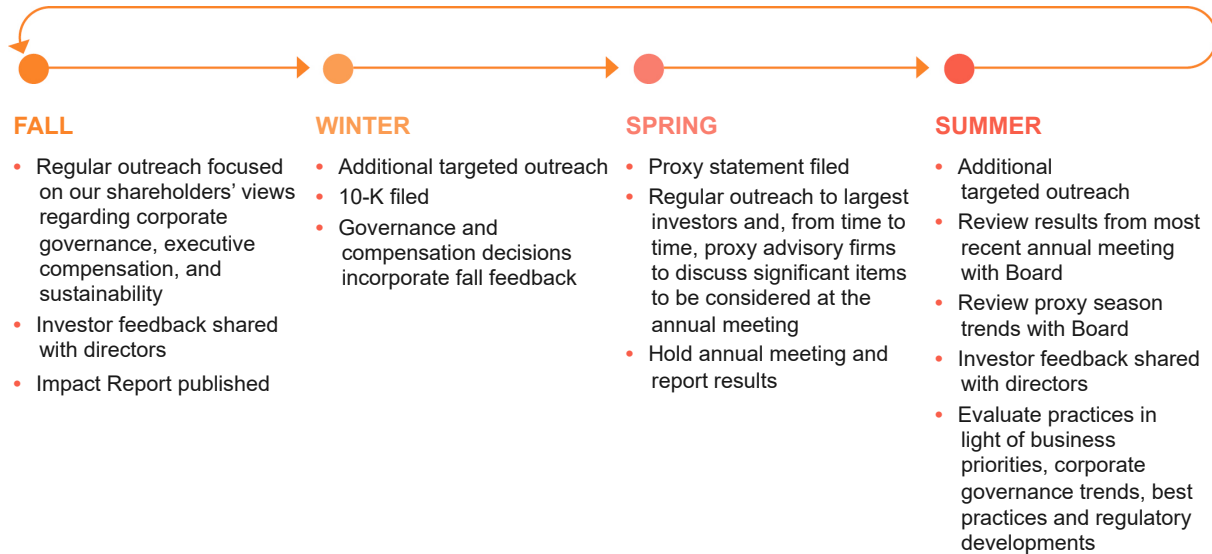 FALL
• Regular outreach focused
on our shareholders’ views
regarding corporate
governance, executive
compensation, and
sustainability
• Investor feedback shared
with directors
• Impact Report published
WINTER
• Additional targeted outreach
• 10-K filed
• Governance and
compensation decisions
incorporate fall feedback
SPRING
• Proxy statement filed
• Regular outreach to largest
investors and, from time to
time, proxy advisory firms
to discuss significant items
to be considered at the
annual meeting
• Hold annual meeting and
report results
SUMMER
• Additional
targeted outreach
• Review results from most
recent annual meeting
with Board
• Review proxy season
trends with Board
• Investor feedback shared
with directors
• Evaluate practices in
light of business
priorities, corporate
governance trends, best
practices and regulatory
developments